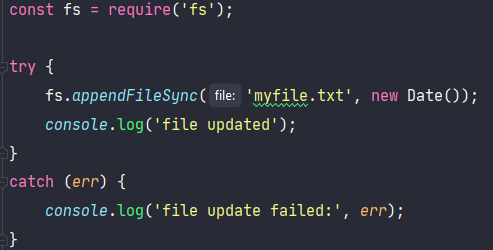 const fs = require('fs');
try {
fs.appendFileSync( file: 'myfile.txt', new Date());
console.log('file updated');
}
catch (err) {
console.log('file update failed:', err);
}